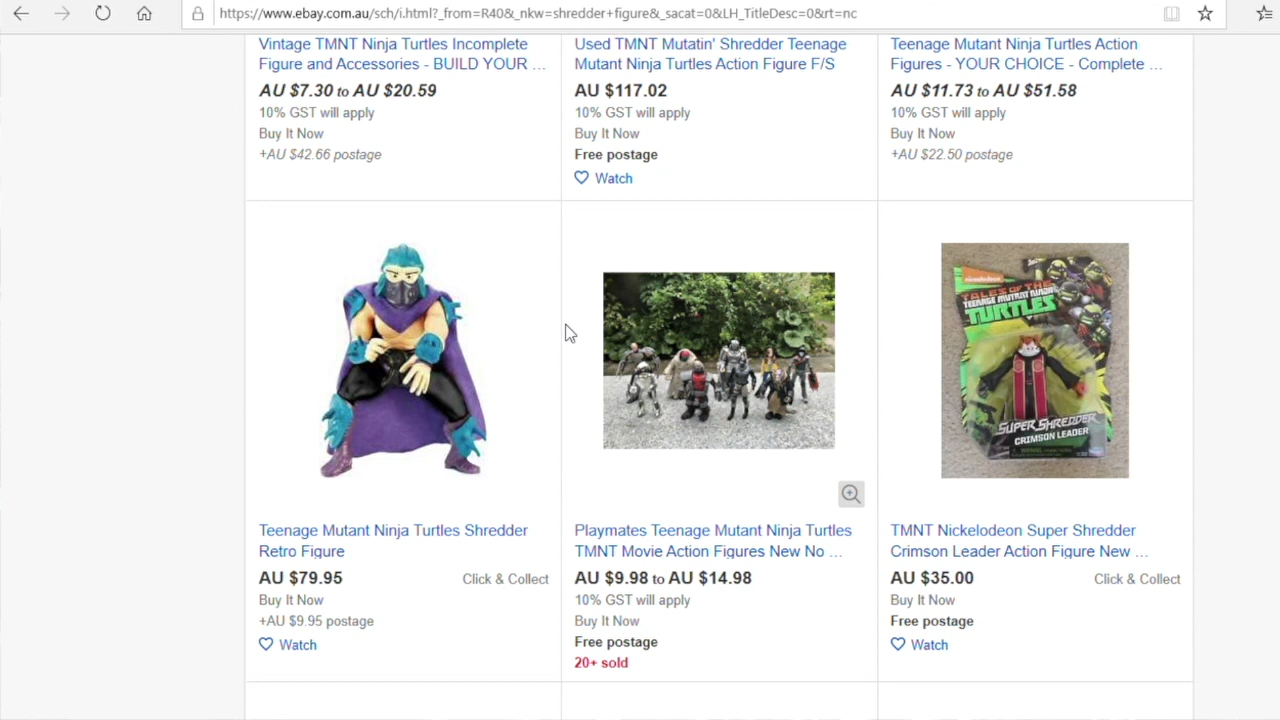 https://www.ebay.com.au/sch/i.html?_from=R40&_nkw=shredder+figure&_sacat=0&LH_TitleDesc=0&rt=nc
Vintage TMNT Ninja Turtles Incomplete
Figure and Accessories - BUILD YOUR ...
AU $7.30 to AU $20.59
10% GST will apply
Buy It Now
+AU $42.66 postage
Used TMNT Mutatin' Shredder Teenage
Mutant Ninja Turtles Action Figure F/S
AU $117.02
10% GST will apply
Buy It Now
Free postage
Watch
Teenage Mutant Ninja Turtles Action
Figures - YOUR CHOICE - Complete ...
AU $11.73 to AU $51.58
10% GST will apply
Buy It Now
+AU $22.50 postage
Teenage Mutant Ninja Turtles Shredder
Retro Figure
AU $79.95
Click & Collect
Buy It Now
+AU $9.95 postage
Watch
Playmates Teenage Mutant Ninja Turtles
TMNT Movie Action Figures New No ...
AU $9.98 to AU $14.98
10% GST will apply
Buy It Now
Free postage
20+ sold
nickelodeon
TALES OF THE
TEENAGE MUTANT NINJA
TURTLES
SUPER SHREDDER
CRIMSON LEADER
TMNT Nickelodeon Super Shredder
Crimson Leader Action Figure New ...
AU $35.00
Click & Collect
Buy It Now
Free postage
Watch